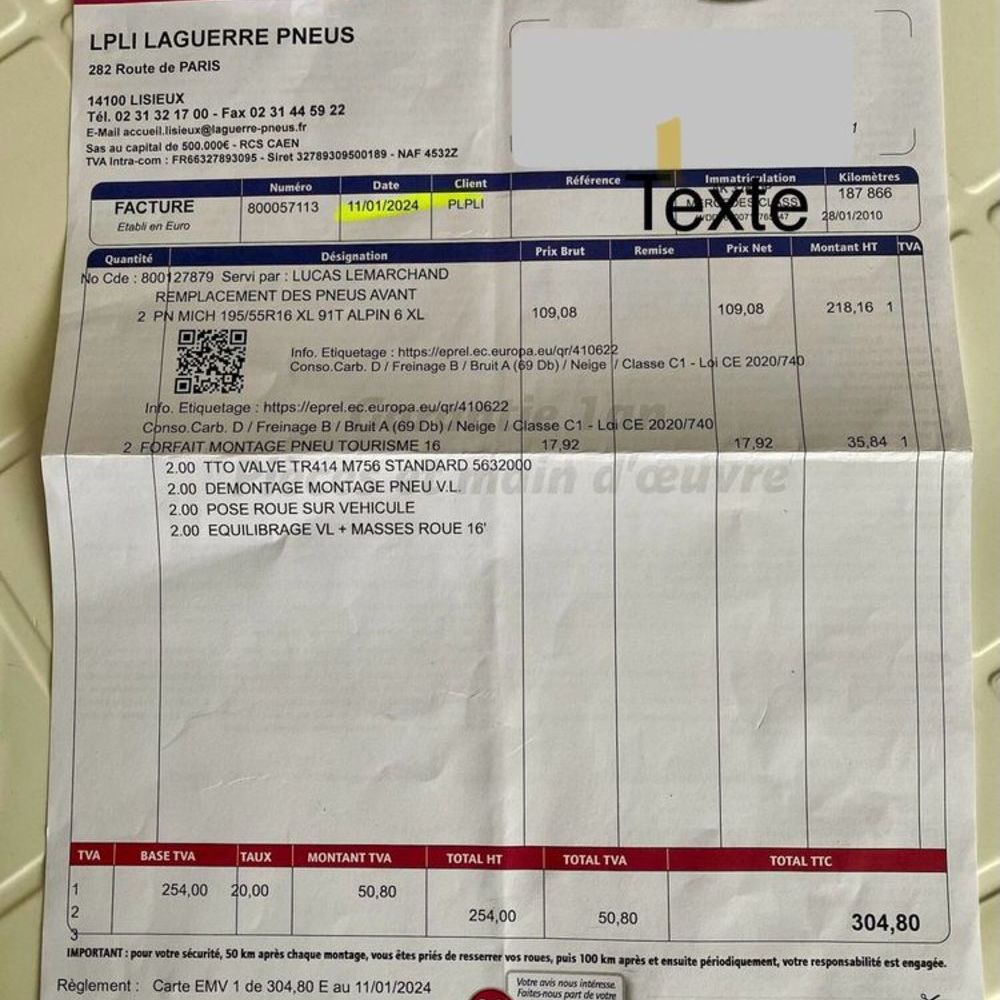 LPLI LAGUERRE PNEUS
282 Route de PARIS
14100 LISIEUX
Tél. 02 31 32 17 00 - Fax 02 31 44 59 22
E-Mail accueil.lisieux@laguerre-pneus.fr
Sas au capital de 500.000€ - RCS CAEN
TVA Intra-com : FR66327893095 - Siret 32789309500189 - NAF 4532Z
1
Numéro Date Client Référence Immatriculation Kilomètres
FACTURE 800057113 11/01/2024 PLPLI 187 866
Etabli en Euro 28/01/2010
Texte
Quantité Désignation Prix Brut Remise Prix Net Montant HT TVA
No Cde : 800127879 Servi par : LUCAS LEMARCHAND
REMPLACEMENT DES PNEUS AVANT
2 PN MICH 195/55R16 XL 91T ALPIN 6 XL 109,08 109,08 218,16 1
Info. Etiquetage : https://eprel.ec.europa.eu/qr/410622
Conso.Carb. D / Freinage B / Bruit A (69 Db) / Neige / Classe C1 - Loi CE 2020/740
Info. Etiquetage : https://eprel.ec.europa.eu/qr/410622
Conso.Carb. D / Freinage B / Bruit A (69 Db) / Neige / Classe C1 - Loi CE 2020/740
2 FORFAIT MONTAGE PNEU TOURISME 16 17,92 17,92 35,84 1
2.00 TTO VALVE TR414 M756 STANDARD 5632000
2.00 DEMONTAGE MONTAGE PNEU V.L.
2.00 POSE ROUE SUR VEHICULE
2.00 EQUILIBRAGE VL + MASSES ROUE 16'
main d'œuvre
TVA BASE TVA TAUX MONTANT TVA TOTAL HT TOTAL TVA TOTAL TTC
1 254,00 20,00 50,80
2 254,00 50,80 304,80
3
IMPORTANT : pour votre sécurité, 50 km après chaque montage, vous êtes priés de resserrer vos roues, puis 100 km après et ensuite périodiquement, votre responsabilité est engagée.
Règlement : Carte EMV 1 de 304,80 E au 11/01/2024
Votre avis nous intéresse.
Faites-nous part de votre